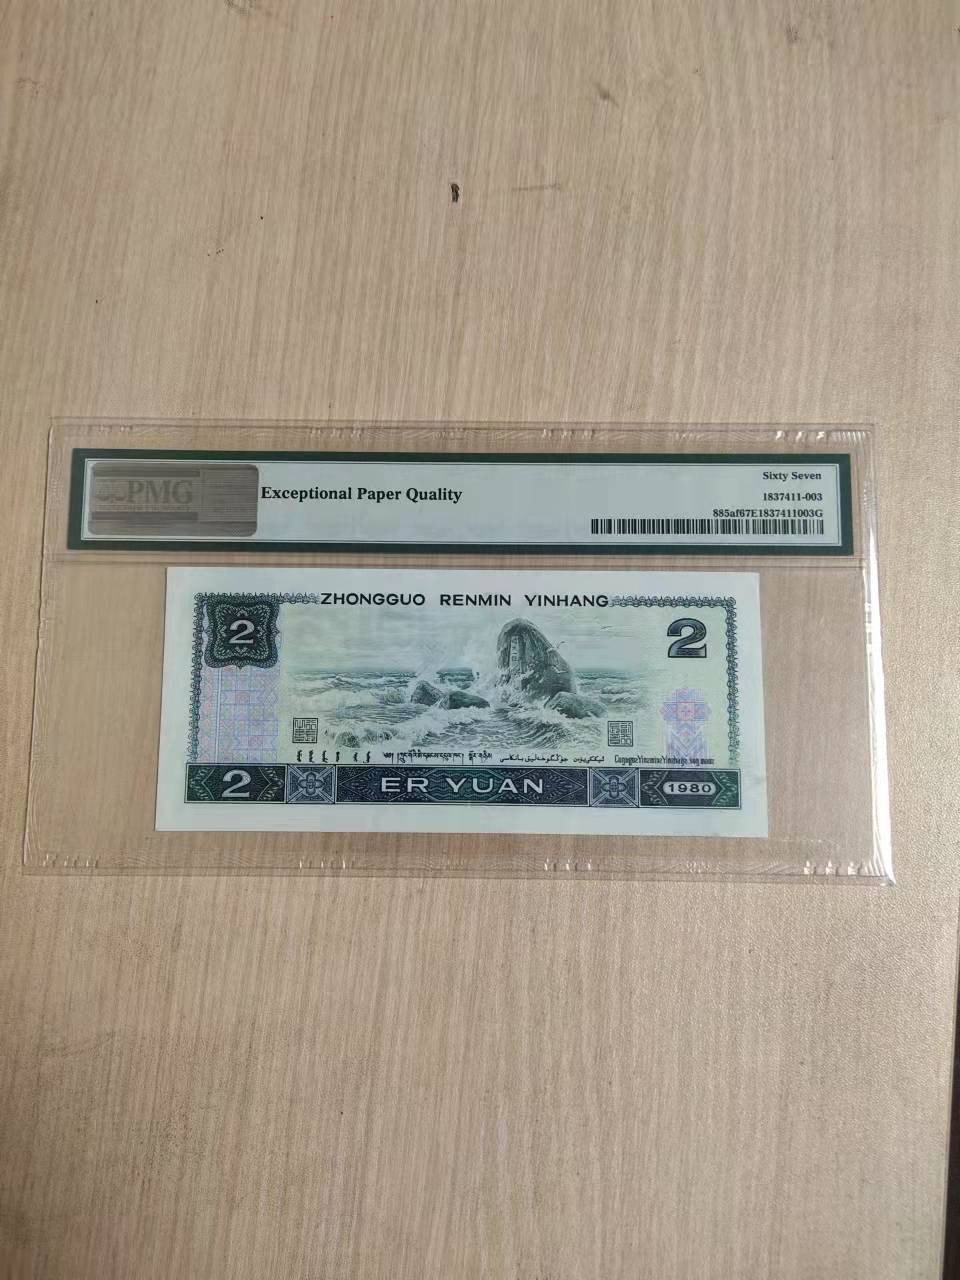 PMG
Exceptional Paper Quality
Sixty Seven
1837411-003
885af67E1837411003G
ZHONGGUO RENMIN YINHANG
2
2
2 ER YUAN 1980